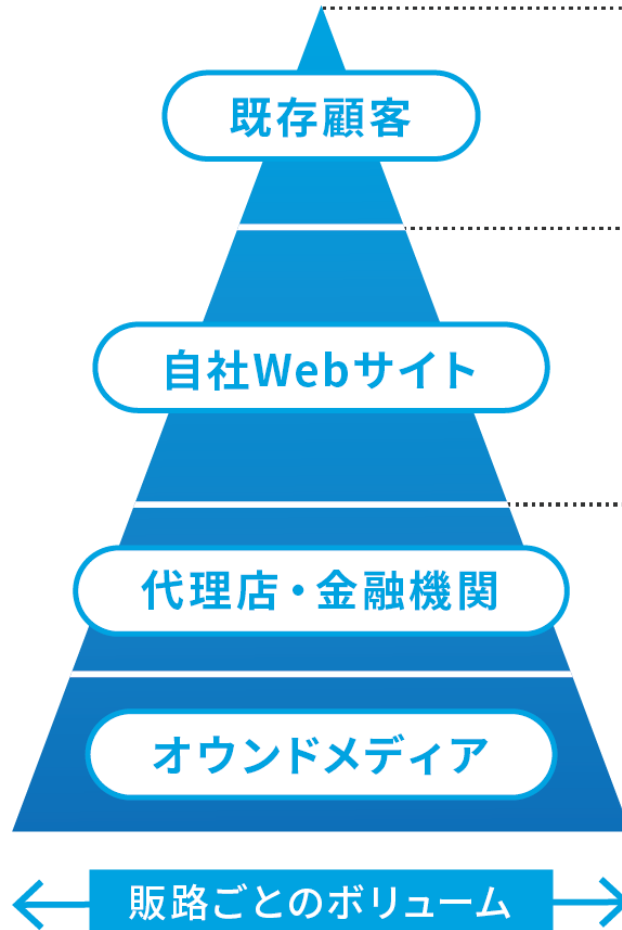 既存顧客
自社Webサイト
代理店・金融機関
オウンドメディア
販路ごとのボリューム